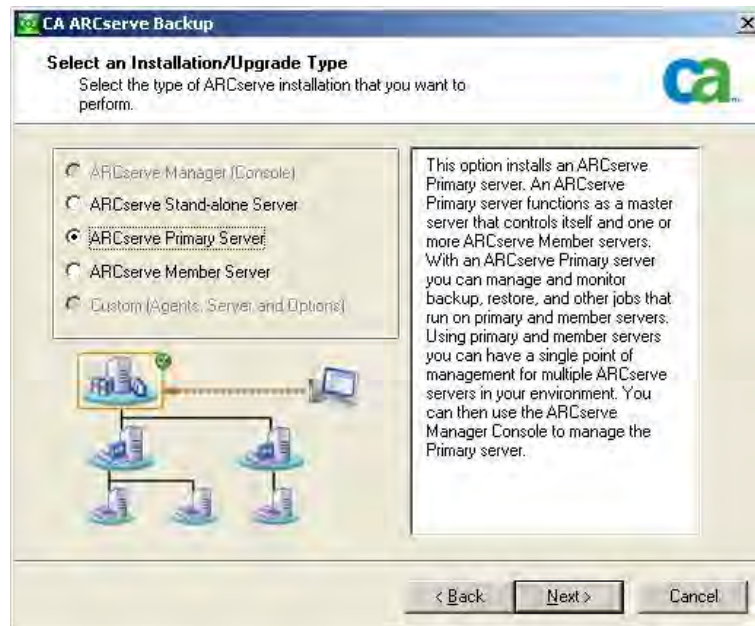 CA ARCserve Backup
Select an Installation/Upgrade Type
Select the type of ARCserve installation that you want to
perform.
ca
ARCserve Manager (Console)
ARCserve Stand-alone Server
ARCserve Primary Server
ARCserve Member Server
Custom (Agents, Server and Options)
This option installs an ARCserve
Primary server. An ARCserve
Primary server functions as a master
server that controls itself and one or
more ARCserve Member servers.
With an ARCserve Primary server
you can manage and monitor
backup, restore, and other jobs that
run on primary and member servers.
Using primary and member servers
you can have a single point of
management for multiple ARCserve
servers in your environment. You
can then use the ARCserve
Manager Console to manage the
Primary server.
< Back
Next >
Cancel